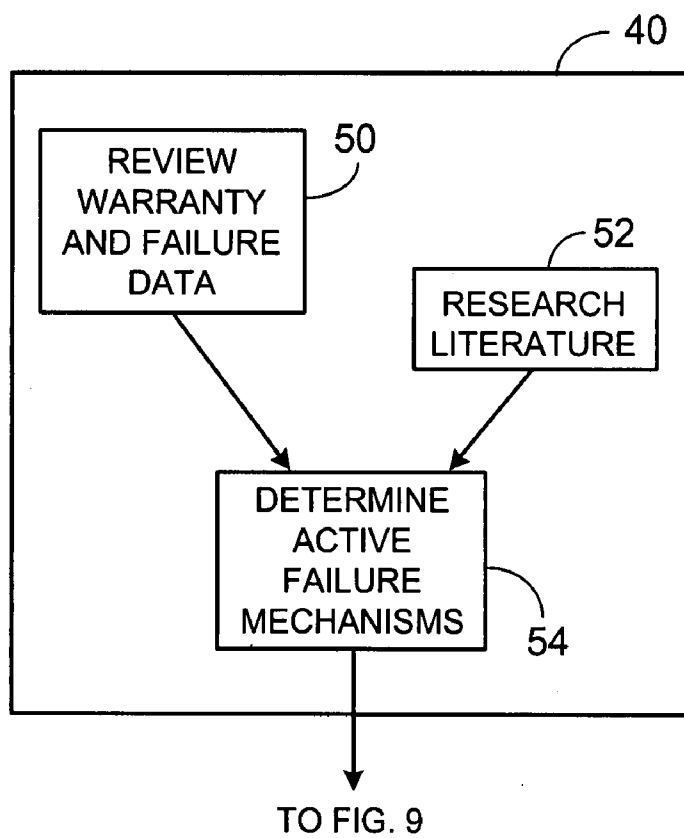 40
REVIEW
WARRANTY
AND FAILURE
DATA
50
52
RESEARCH
LITERATURE
DETERMINE
ACTIVE
FAILURE
MECHANISMS
54
TO FIG. 9